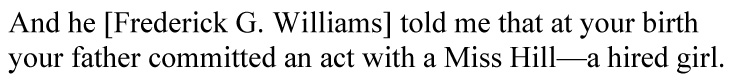 And he [Frederick G. Williams] told me that at your birth
your father committed an act with a Miss Hill—a hired girl.